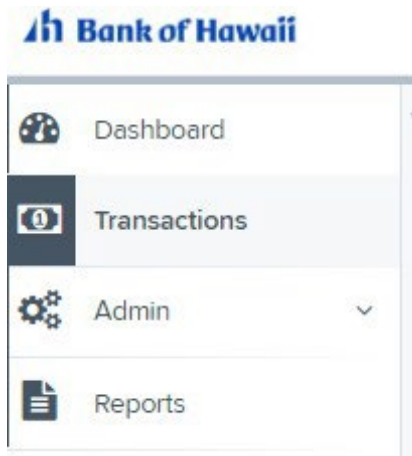 Bank of Hawaii
Dashboard
Transactions
Admin
Reports